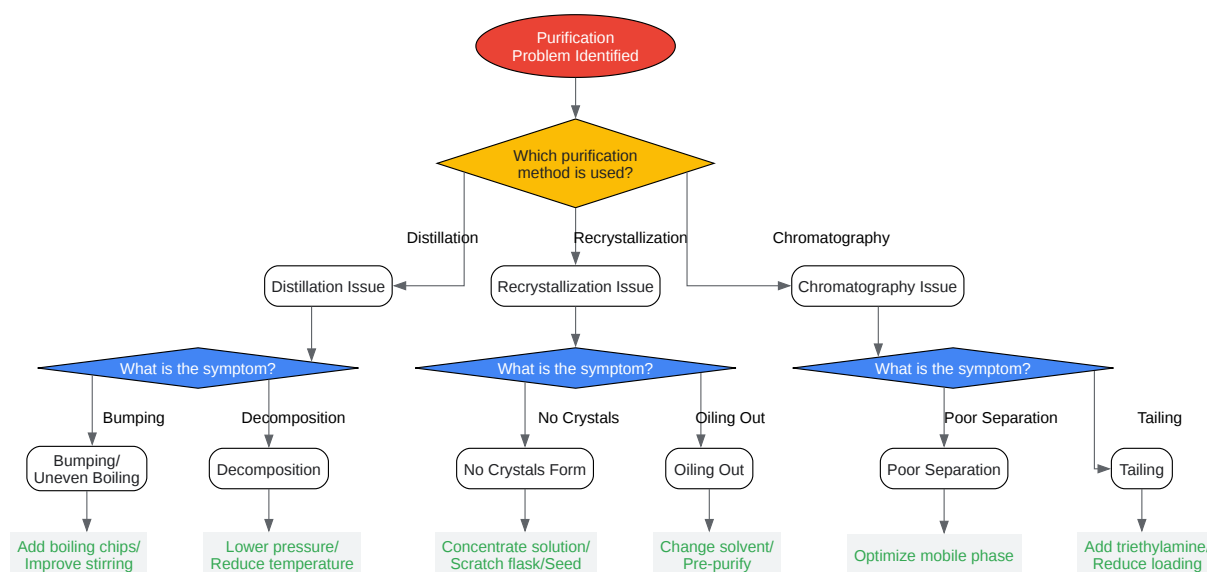 Purification
Problem Identified
Which purification
method is used?
Distillation
Recrystallization
Chromatography
Distillation Issue
Recrystallization Issue
Chromatography Issue
What is the symptom?
What is the symptom?
What is the symptom?
Bumping
Decomposition
No Crystals
Oiling Out
Poor Separation
Tailing
Bumping/
Uneven Boiling
Decomposition
No Crystals Form
Oiling Out
Poor Separation
Tailing
Add boiling chips/
Improve stirring
Lower pressure/
Reduce temperature
Concentrate solution/
Scratch flask/Seed
Change solvent/
Pre-purify
Optimize mobile phase
Add triethylamine/
Reduce loading